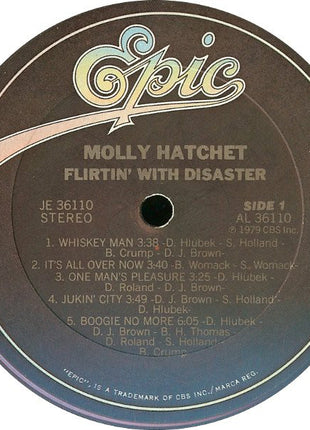 Epic
MOLLY HATCHET
FLIRTIN' WITH DISASTER
JE 36110
STEREO
SIDE 1
AL 36110
℗ 1979 CBS Inc.
1. WHISKEY MAN 3:38 -D. Hlubek - S. Holland -
B. Crump - D. J. Brown-
2. IT'S ALL OVER NOW 3:40 -B. Womack - S. Womack-
3. ONE MAN'S PLEASURE 3:25 -D. Hlubek -
D. Roland - D. J. Brown-
4. JUKIN' CITY 3:49 -D. J. Brown - S. Holland -
D. Hlubek-
5. BOOGIE NO MORE 6:05 -D. Hlubek -
D. J. Brown - B. H. Thomas -
D. Roland - S. Holland -
B. Crump-
"EPIC", IS A TRADEMARK OF CBS INC./MARCA REG.